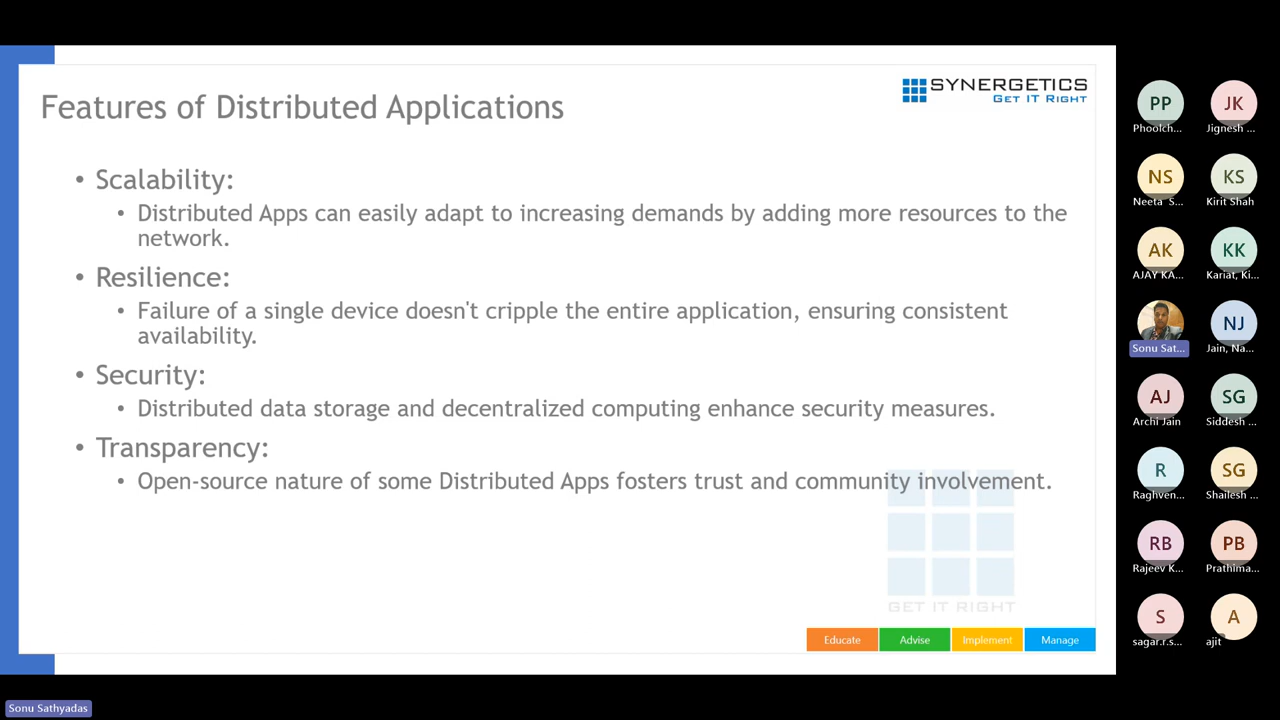 SYNERGETICS
GET IT RIGHT
Features of Distributed Applications
• Scalability:
• Distributed Apps can easily adapt to increasing demands by adding more resources to the
network.
• Resilience:
• Failure of a single device doesn't cripple the entire application, ensuring consistent
availability.
• Security:
• Distributed data storage and decentralized computing enhance security measures.
• Transparency:
• Open-source nature of some Distributed Apps fosters trust and community involvement.
GET IT RIGHT
Educate Advise Implement Manage
PP JK
Phoolch... Jignesh ...
NS KS
Neeta S... Kirit Shah
AK KK
AJAY KA... Kariat, Ki...
NJ
Sonu Sat... Jain, Na...
AJ SG
Archi Jain Siddesh ...
R SG
Raghven... Shailesh ...
RB PB
Rajeev K... Prathima...
S A
sagar.r.s... ajit
Sonu Sathyadas